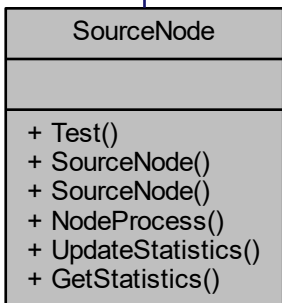 SourceNode
+ Test()
+ SourceNode()
+ SourceNode()
+ NodeProcess()
+ UpdateStatistics()
+ GetStatistics()